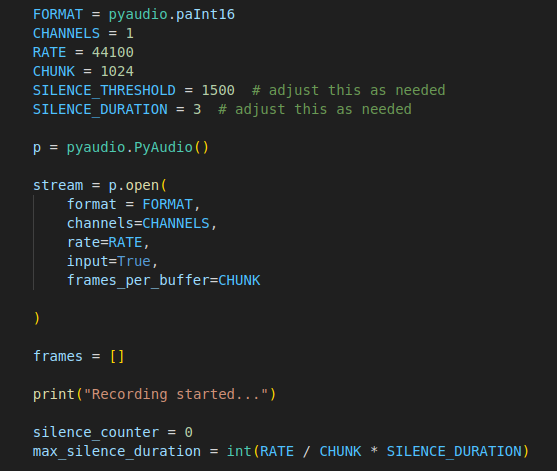 FORMAT = pyaudio.paInt16
CHANNELS = 1
RATE = 44100
CHUNK = 1024
SILENCE_THRESHOLD = 1500  # adjust this as needed
SILENCE_DURATION = 3  # adjust this as needed

p = pyaudio.PyAudio()

stream = p.open(
    format = FORMAT,
    channels=CHANNELS,
    rate=RATE,
    input=True,
    frames_per_buffer=CHUNK

)

frames = []

print("Recording started...")

silence_counter = 0
max_silence_duration = int(RATE / CHUNK * SILENCE_DURATION)